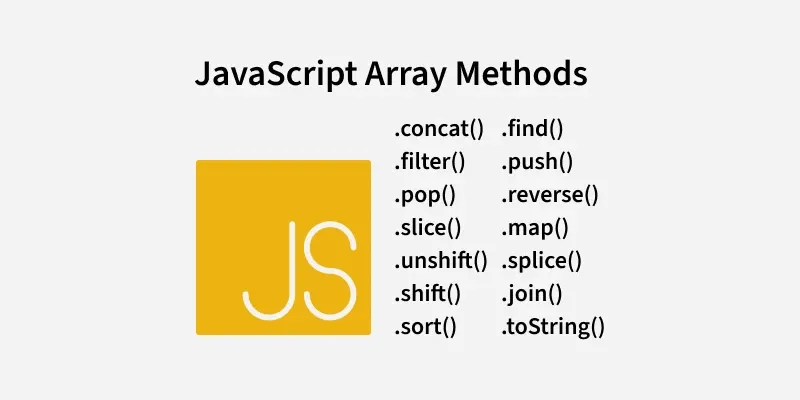 JavaScript Array Methods
.concat() .find()
.filter() .push()
.pop() .reverse()
.slice() .map()
.unshift() .splice()
.shift() .join()
.sort() .toString()
JS